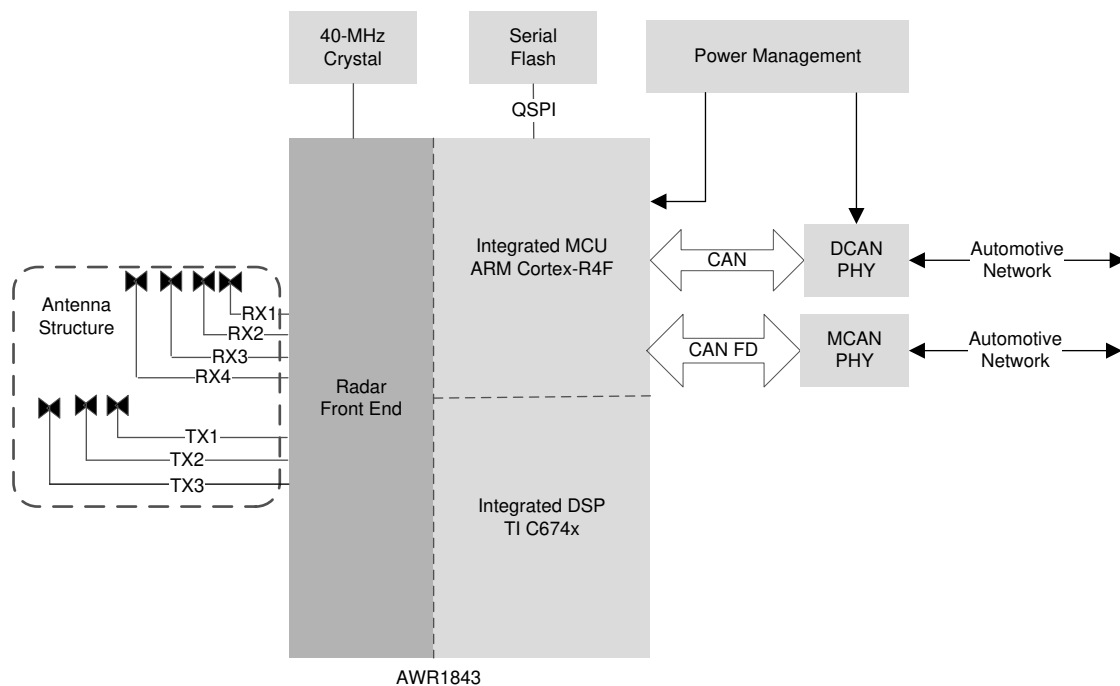 40-MHz
Crystal
Serial
Flash
Power Management
QSPI
Integrated MCU
ARM Cortex-R4F
CAN
DCAN
PHY
Automotive
Network
Antenna
Structure
RX1
RX2
RX3
RX4
CAN FD
MCAN
PHY
Automotive
Network
Radar
Front End
TX1
TX2
TX3
Integrated DSP
TI C674x
AWR1843